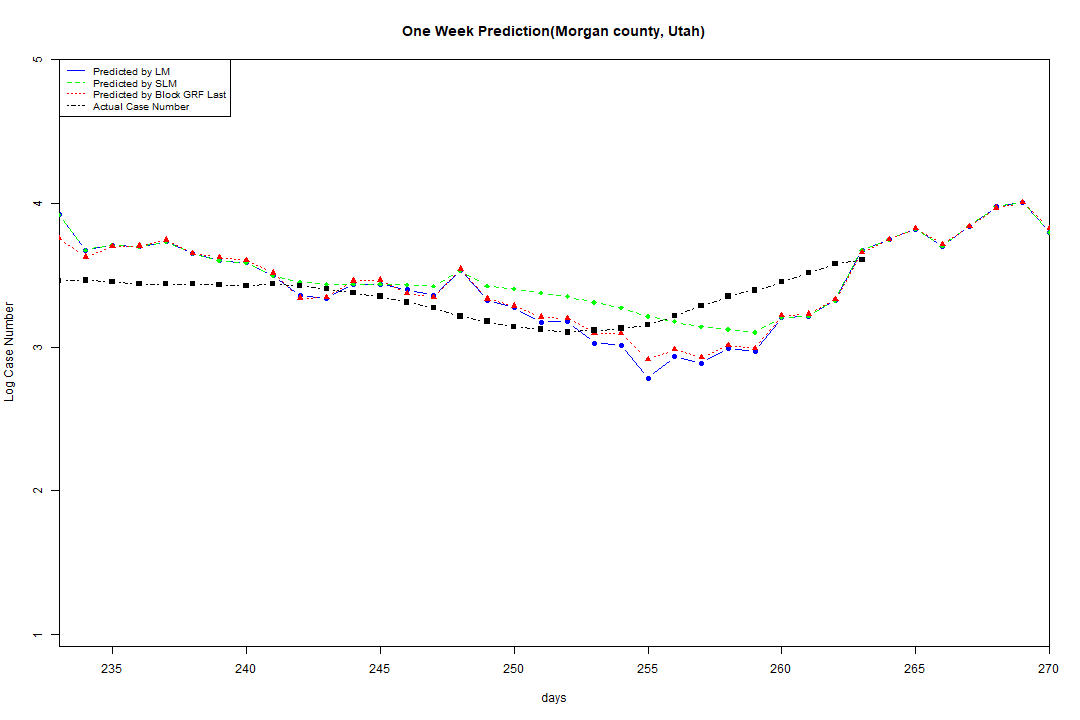 One Week Prediction(Morgan county, Utah)
5
Predicted by LM
Predicted by SLM
Predicted by Block GRF Last
Actual Case Number
4
3
2
1
Log Case Number
235 240 245 250 255 260 265 270
days